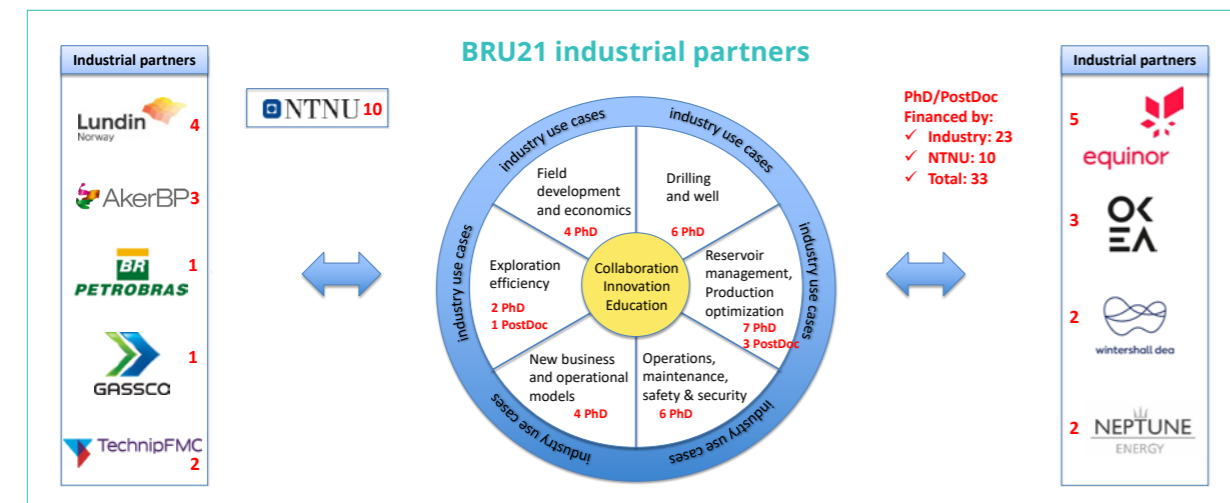 BRU21 industrial partners
Industrial partners
Lundin
Norway
4
AkerBP
3
BR
PETROBRAS
1
GASSCO
1
TechnipFMC
2
NTNU 10
industry use cases
industry use cases
industry use cases
industry use cases
industry use cases
industry use cases
Field
development
and economics
4 PhD
Drilling
and well
6 PhD
Exploration
efficiency
2 PhD
1 PostDoc
Collaboration
Innovation
Education
Reservoir
management,
Production
optimization
7 PhD
3 PostDoc
New business
and operational
models
4 PhD
Operations,
maintenance,
safety & security
6 PhD
PhD/PostDoc
Financed by:
✓ Industry: 23
✓ NTNU: 10
✓ Total: 33
Industrial partners
5
equinor
3
OKEA
2
wintershall dea
2
NEPTUNE
ENERGY